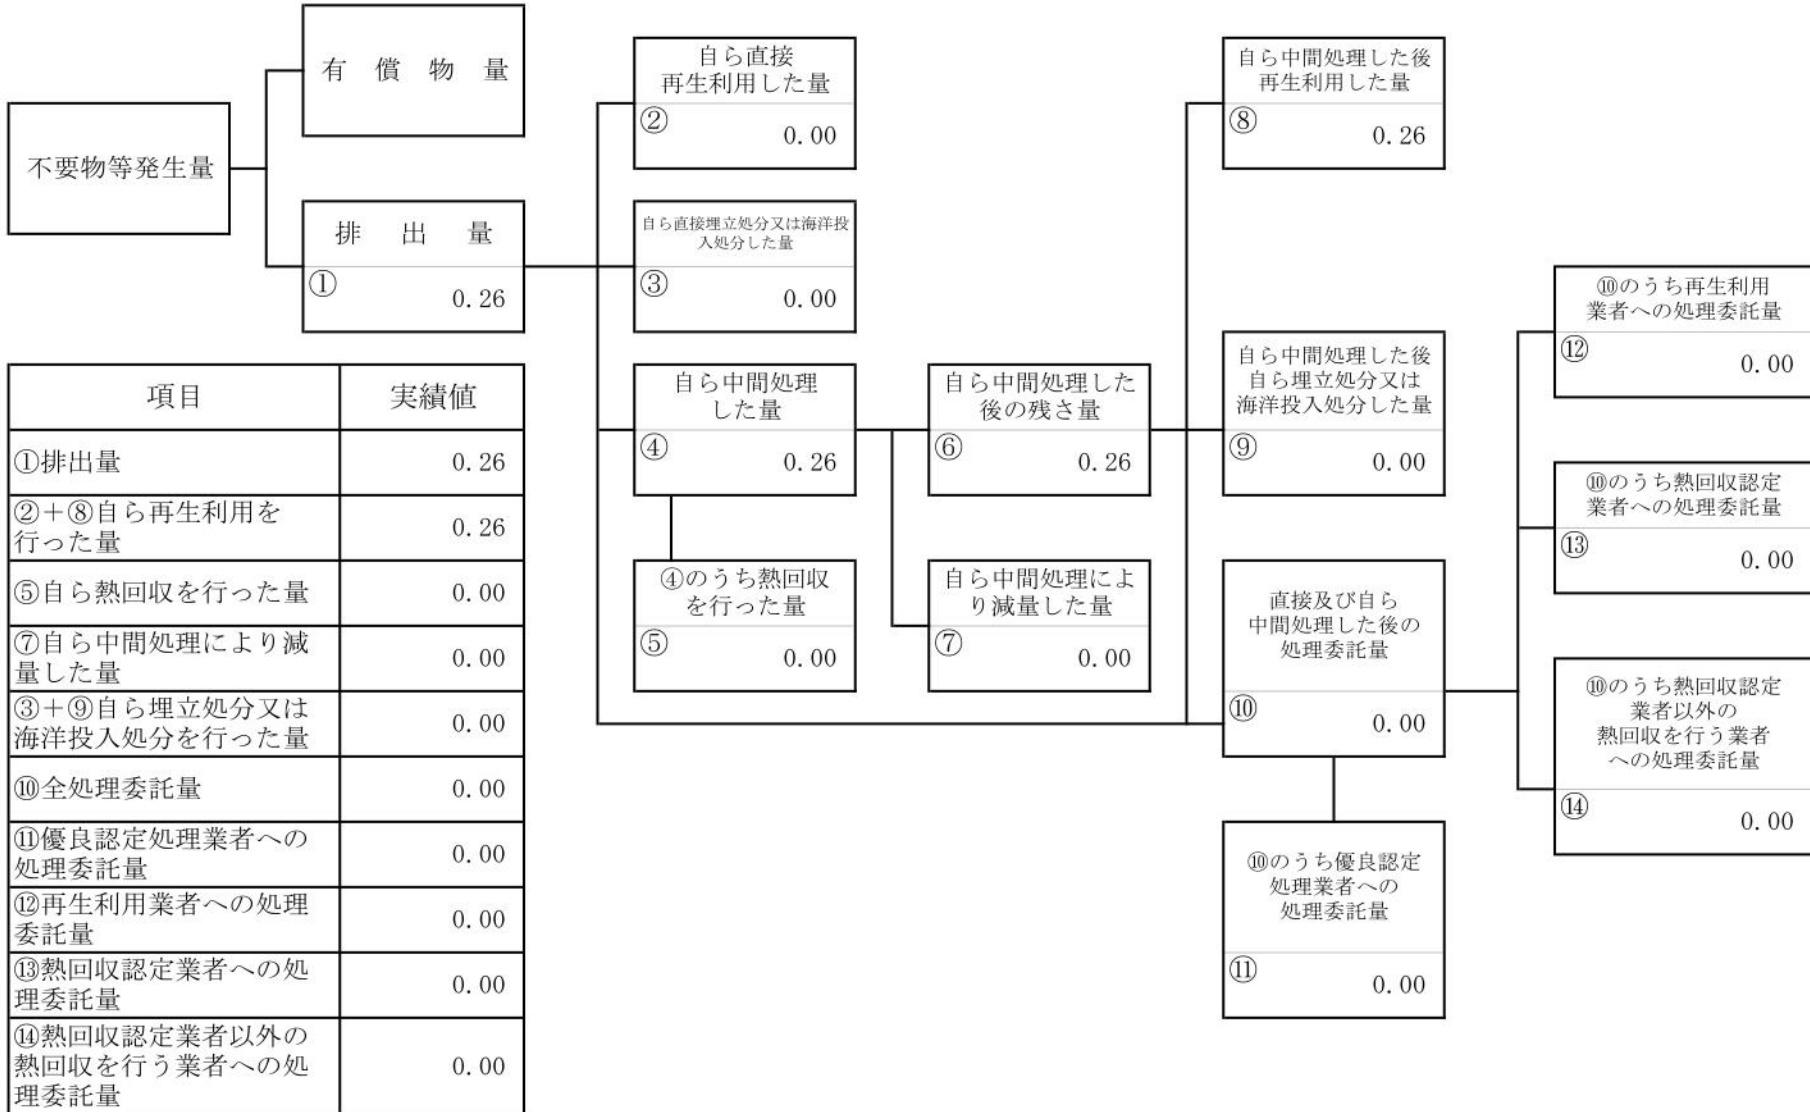 有償物量
不要物等発生量
排出量
①
0.26
自ら直接
再生利用した量
②
0.00
自ら直接埋立処分又は海洋投
入処分した量
③
0.00
自ら中間処理
した量
④
0.26
④のうち熱回収
を行った量
⑤
0.00
自ら中間処理した
後の残さ量
⑥
0.26
自ら中間処理によ
り減量した量
⑦
0.00
自ら中間処理した後
再生利用した量
⑧
0.26
自ら中間処理した後
自ら埋立処分又は
海洋投入処分した量
⑨
0.00
直接及び自ら
中間処理した後の
処理委託量
⑩
0.00
⑩のうち優良認定
処理業者への
処理委託量
⑪
0.00
⑩のうち再生利用
業者への処理委託量
⑫
0.00
⑩のうち熱回収認定
業者への処理委託量
⑬
0.00
⑩のうち熱回収認定
業者以外の
熱回収を行う業者
への処理委託量
⑭
0.00
項目 実績値
①排出量 0.26
②+⑧自ら再生利用を
行った量 0.26
⑤自ら熱回収を行った量 0.00
⑦自ら中間処理により減
量した量 0.00
③+⑨自ら埋立処分又は
海洋投入処分を行った量 0.00
⑩全処理委託量 0.00
⑪優良認定処理業者への
処理委託量 0.00
⑫再生利用業者への処理
委託量 0.00
⑬熱回収認定業者への処
理委託量 0.00
⑭熱回収認定業者以外の
熱回収を行う業者への処
理委託量 0.00